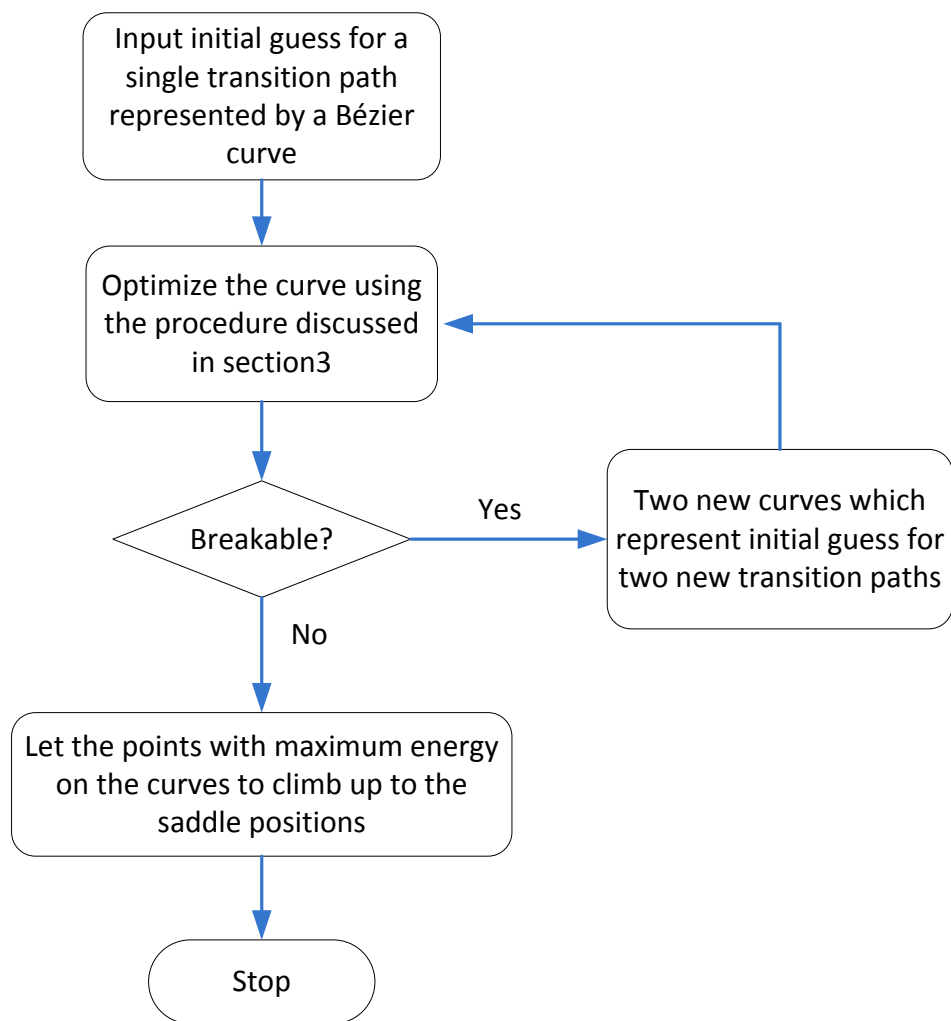 Input initial guess for a
single transition path
represented by a Bézier
curve
Optimize the curve using
the procedure discussed
in section3
Breakable?
Yes
Two new curves which
represent initial guess for
two new transition paths
No
Let the points with maximum energy
on the curves to climb up to the
saddle positions
Stop